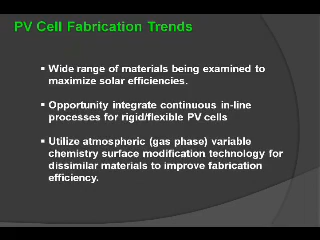 PV Cell Fabrication Trends
▪ Wide range of materials being examined to
maximize solar efficiencies.
▪ Opportunity integrate continuous in-line
processes for rigid/flexible PV cells
▪ Utilize atmospheric (gas phase) variable
chemistry surface modification technology for
dissimilar materials to improve fabrication
efficiency.